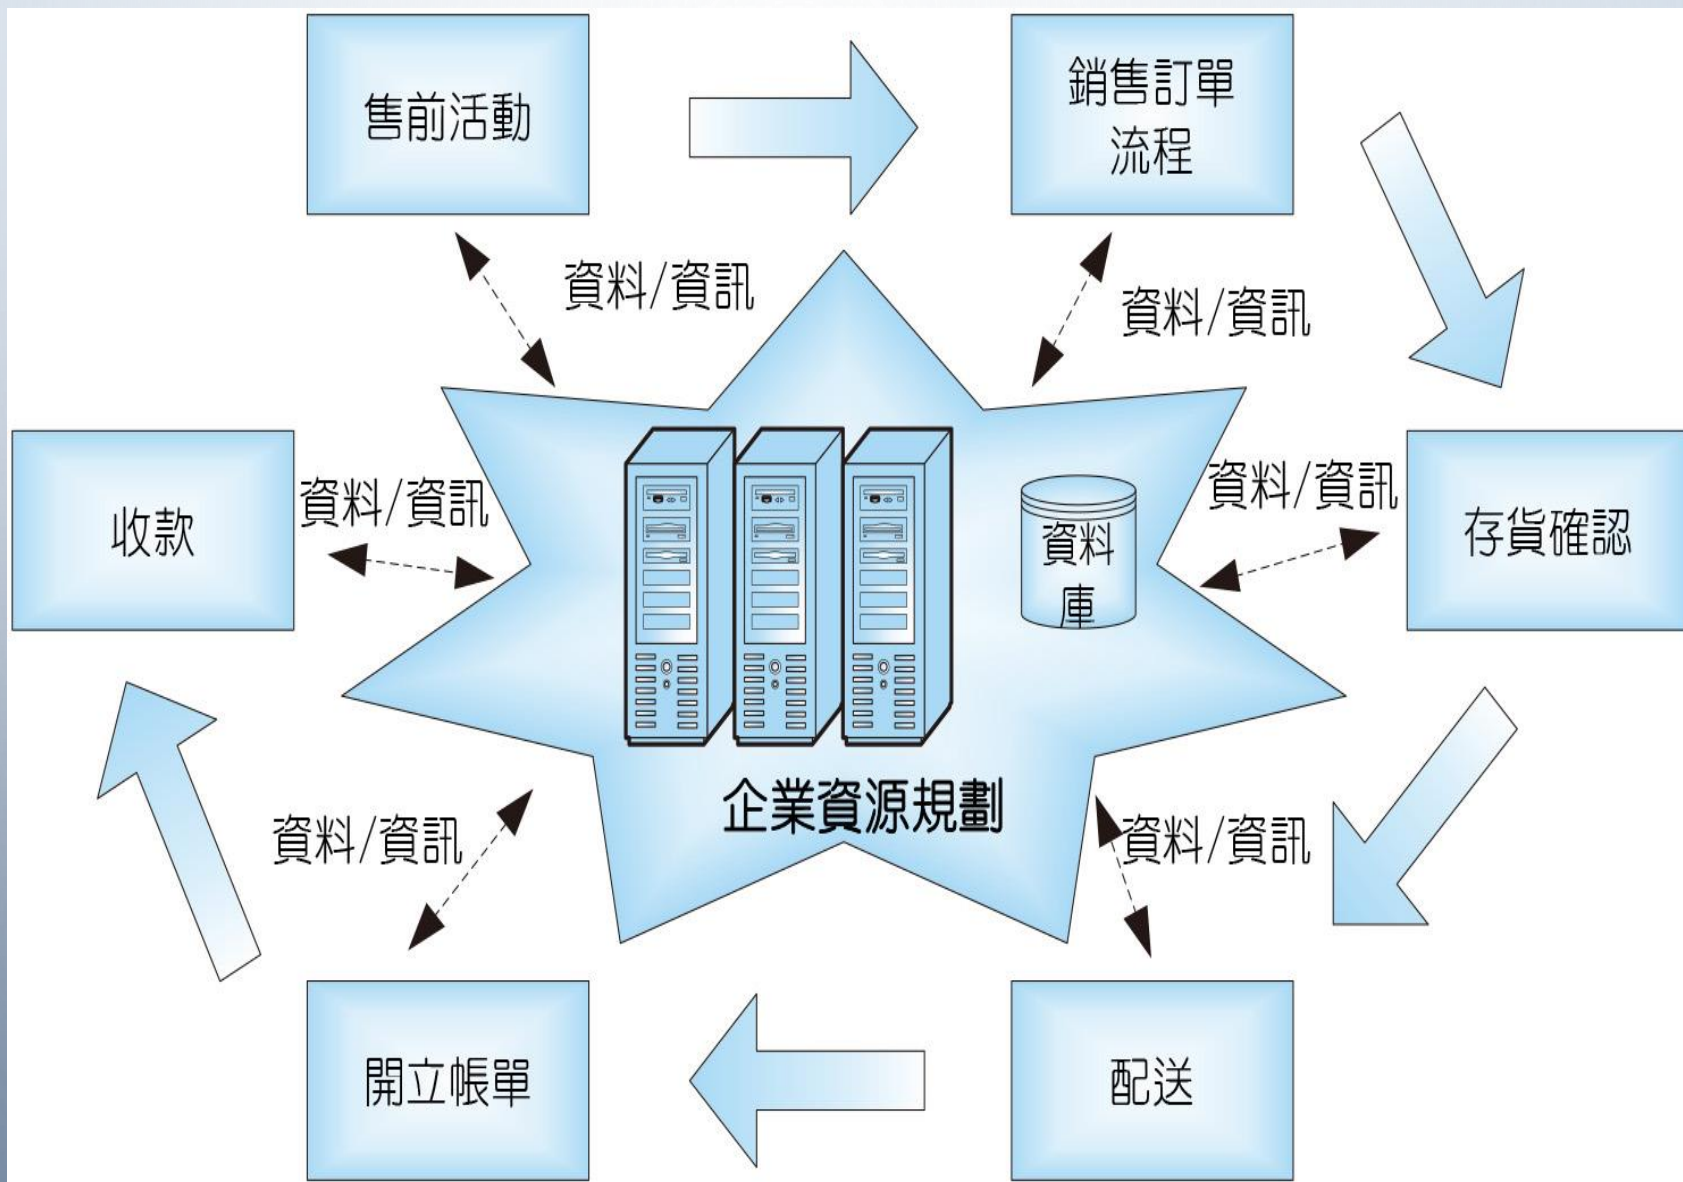 售前活動
銷售訂單
流程
資料/資訊
資料/資訊
收款
資料/資訊
資料/資訊
存貨確認
資料
庫
企業資源規劃
資料/資訊
資料/資訊
開立帳單
配送